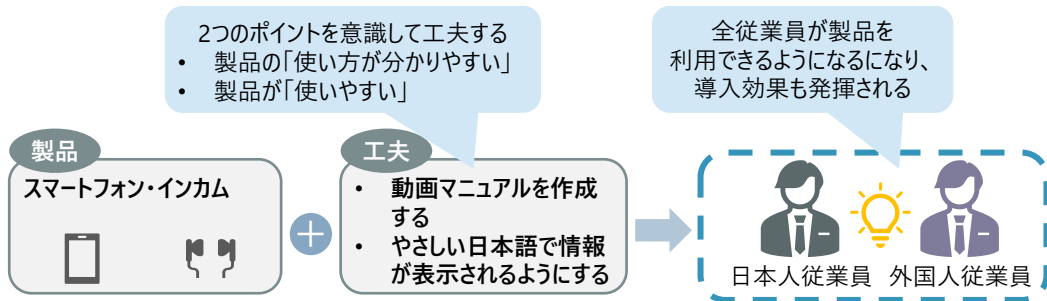 2つのポイントを意識して工夫する
• 製品の「使い方が分かりやすい」
• 製品が「使いやすい」
全従業員が製品を
利用できるようになるになり、
導入効果も発揮される
製品
スマートフォン・インカム
工夫
• 動画マニュアルを作成
する
• やさしい日本語で情報
が表示されるようにする
日本人従業員
外国人従業員